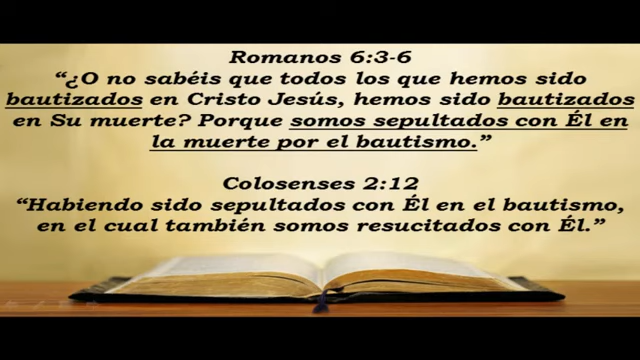 Romanos 6:3-6
“¿O no sabéis que todos los que hemos sido
bautizados en Cristo Jesús, hemos sido bautizados
en Su muerte? Porque somos sepultados con Él en
la muerte por el bautismo.”
Colosenses 2:12
“Habiendo sido sepultados con Él en el bautismo,
en el cual también somos resucitados con Él.”